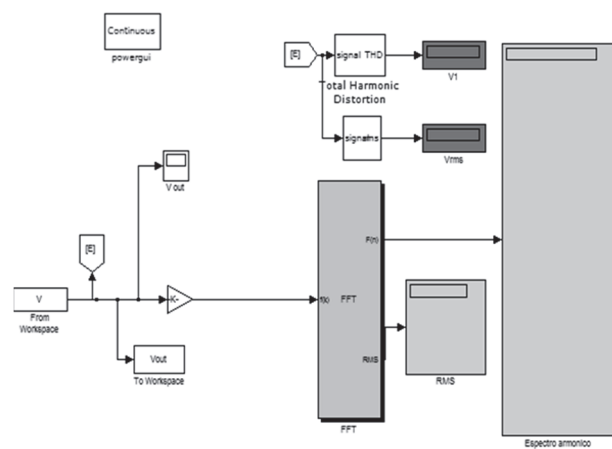 Continuous
powergui
[E]
signal THD
Total Harmonic
Distortion
V1
signal
Vrms
V out
[E]
V
From
Workspace
K-
Vout
To Workspace
f(k)
FFT
F(n)
RMS
FFT
RMS
Espectro armonico